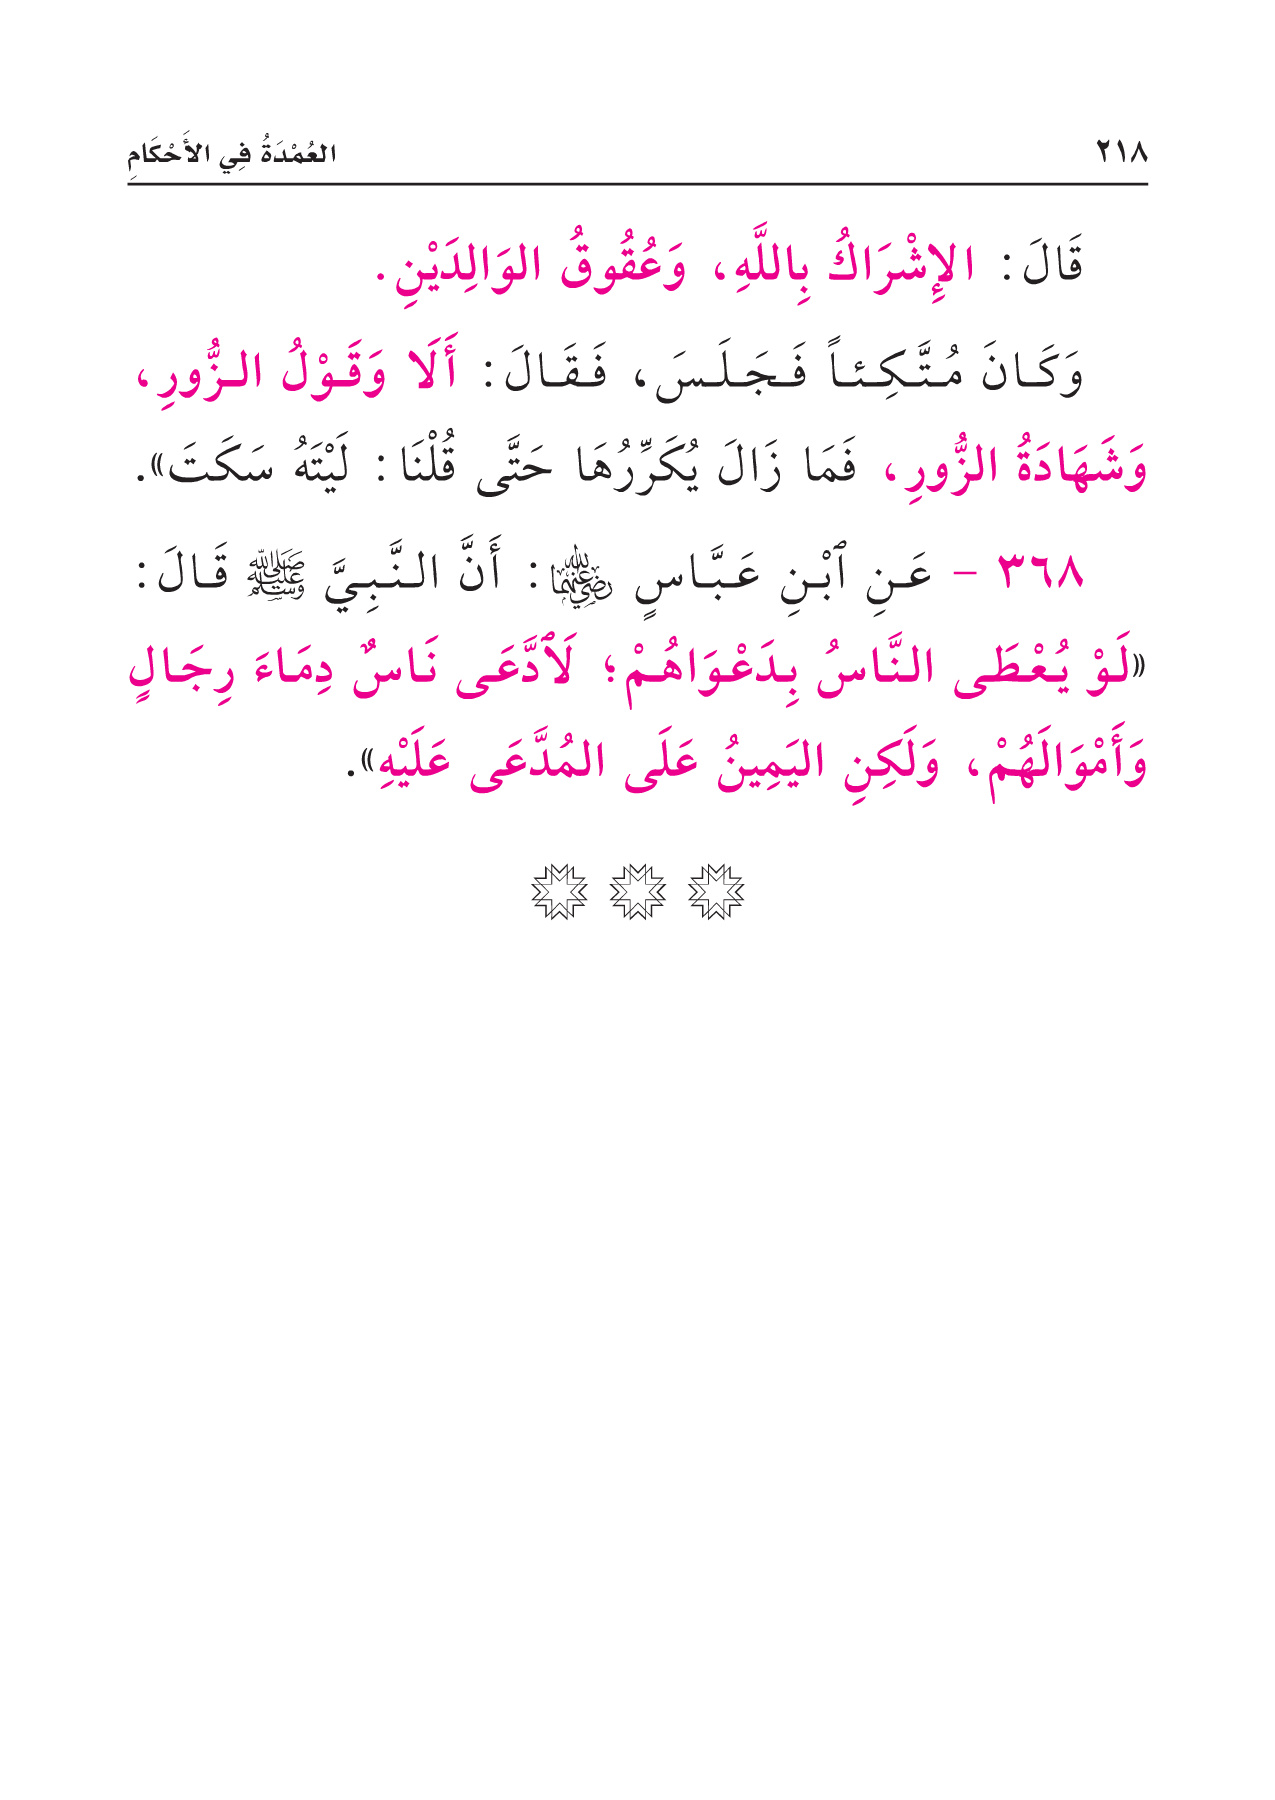 ٢١٨
العُمْدَةُ فِي الأَحْكَامِ
قَالَ: الإِشْرَاكُ بِاللَّهِ، وَعُقُوقُ الوَالِدَيْنِ.
وَكَانَ مُتَّكِئاً فَجَلَسَ، فَقَالَ: أَلَا وَقَوْلُ الزُّورِ،
وَشَهَادَةُ الزُّورِ، فَمَا زَالَ يُكَرِّرُهَا حَتَّى قُلْنَا: لَيْتَهُ سَكَتَ».
٣٦٨ - عَنِ ٱبْنِ عَبَّاسٍ رضي الله عنهما: أَنَّ النَّبِيَّ ﷺ قَالَ:
«لَوْ يُعْطَى النَّاسُ بِدَعْوَاهُمْ؛ لَٱدَّعَى نَاسٌ دِمَاءَ رِجَالٍ
وَأَمْوَالَهُمْ، وَلَكِنِ اليَمِينُ عَلَى المُدَّعَى عَلَيْهِ».